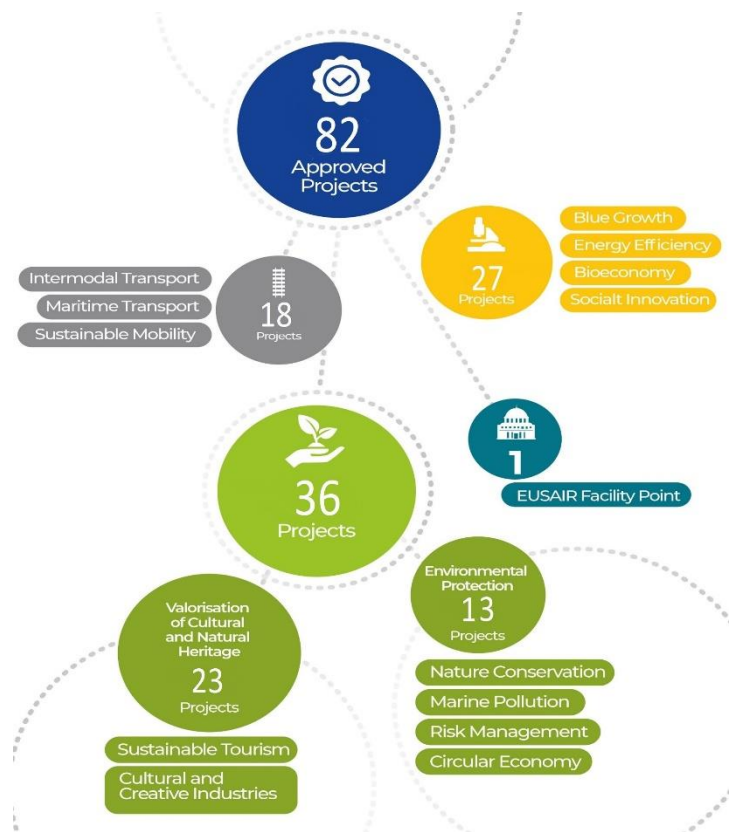 82
Approved
Projects
Blue Growth
Energy Efficiency
Bioeconomy
Socialt Innovation
27
Projects
Intermodal Transport
Maritime Transport
Sustainable Mobility
18
Projects
36
Projects
1
EUSAIR Facility Point
Valorisation
of Cultural
and Natural
Heritage
23
Projects
Sustainable Tourism
Cultural and
Creative Industries
Environmental
Protection
13
Projects
Nature Conservation
Marine Pollution
Risk Management
Circular Economy